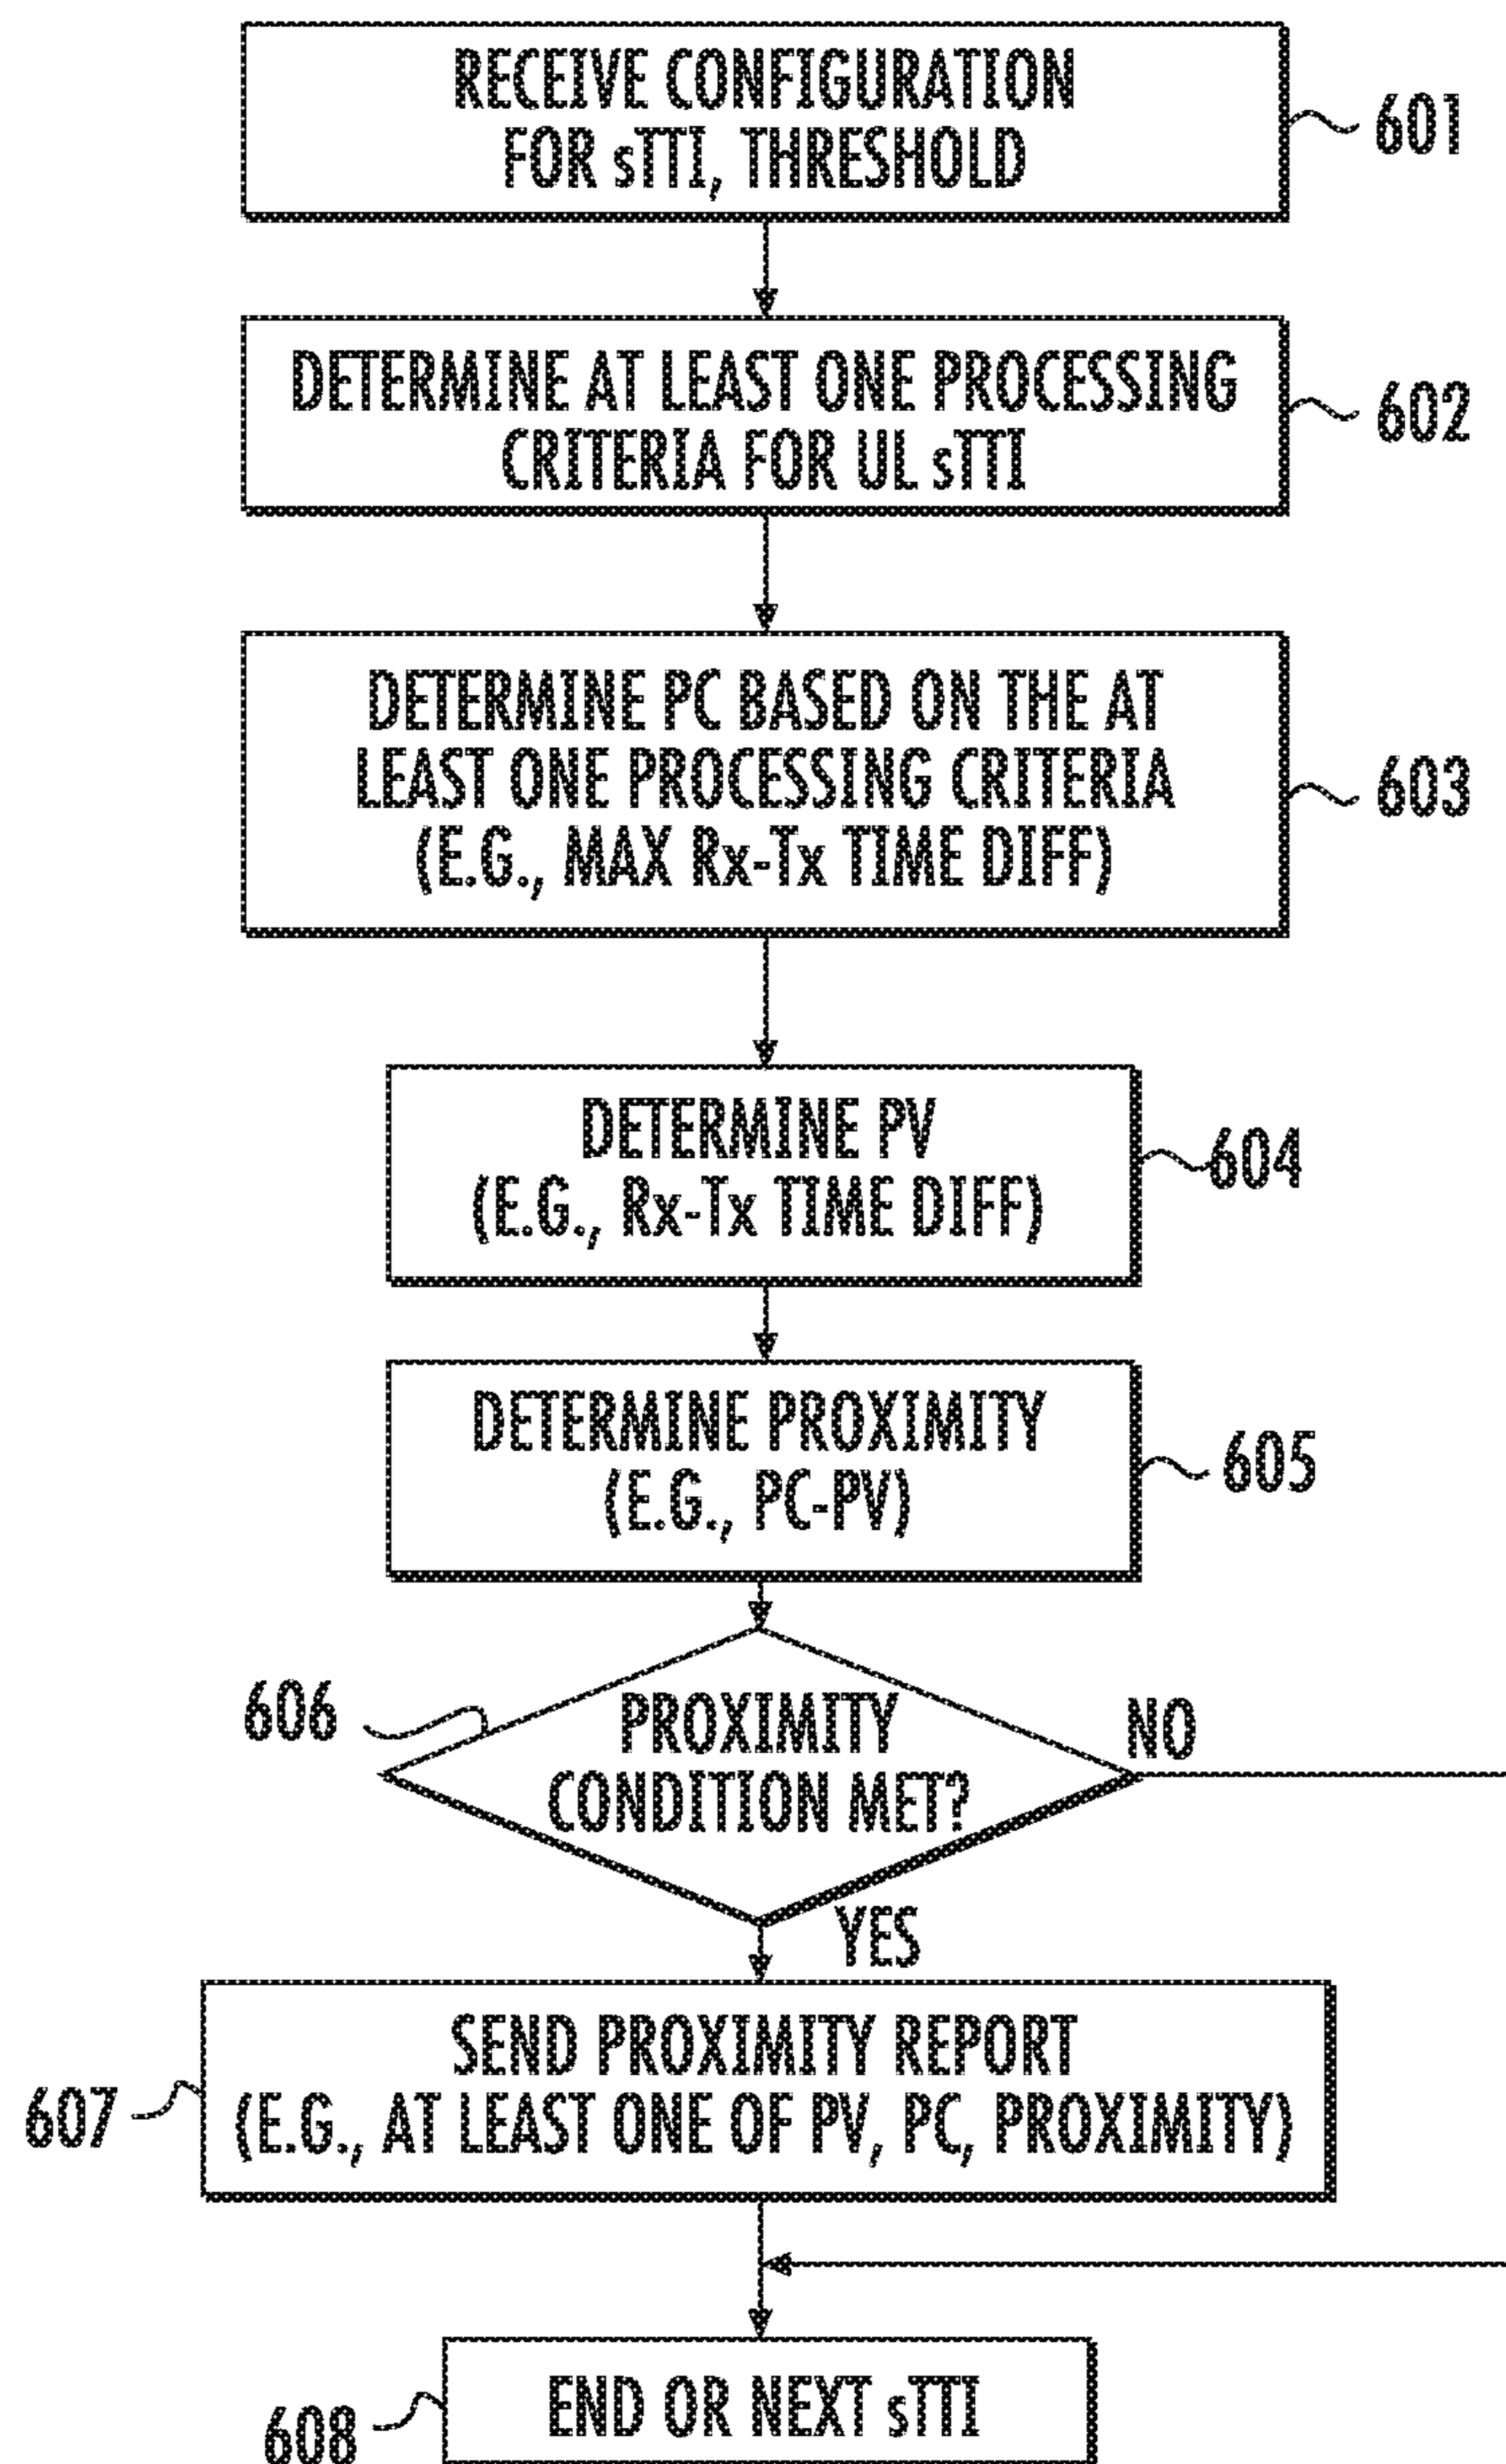 RECEIVE CONFIGURATION
FOR sTTI, THRESHOLD
601
DETERMINE AT LEAST ONE PROCESSING
CRITERIA FOR UL sTTI
602
DETERMINE PC BASED ON THE AT
LEAST ONE PROCESSING CRITERIA
(E.G., MAX Rx-Tx TIME DIFF)
603
DETERMINE PV
(E.G., Rx-Tx TIME DIFF)
604
DETERMINE PROXIMITY
(E.G., PC-PV)
605
606
PROXIMITY
CONDITION MET?
NO
YES
SEND PROXIMITY REPORT
(E.G., AT LEAST ONE OF PV, PC, PROXIMITY)
607
END OR NEXT sTTI
608